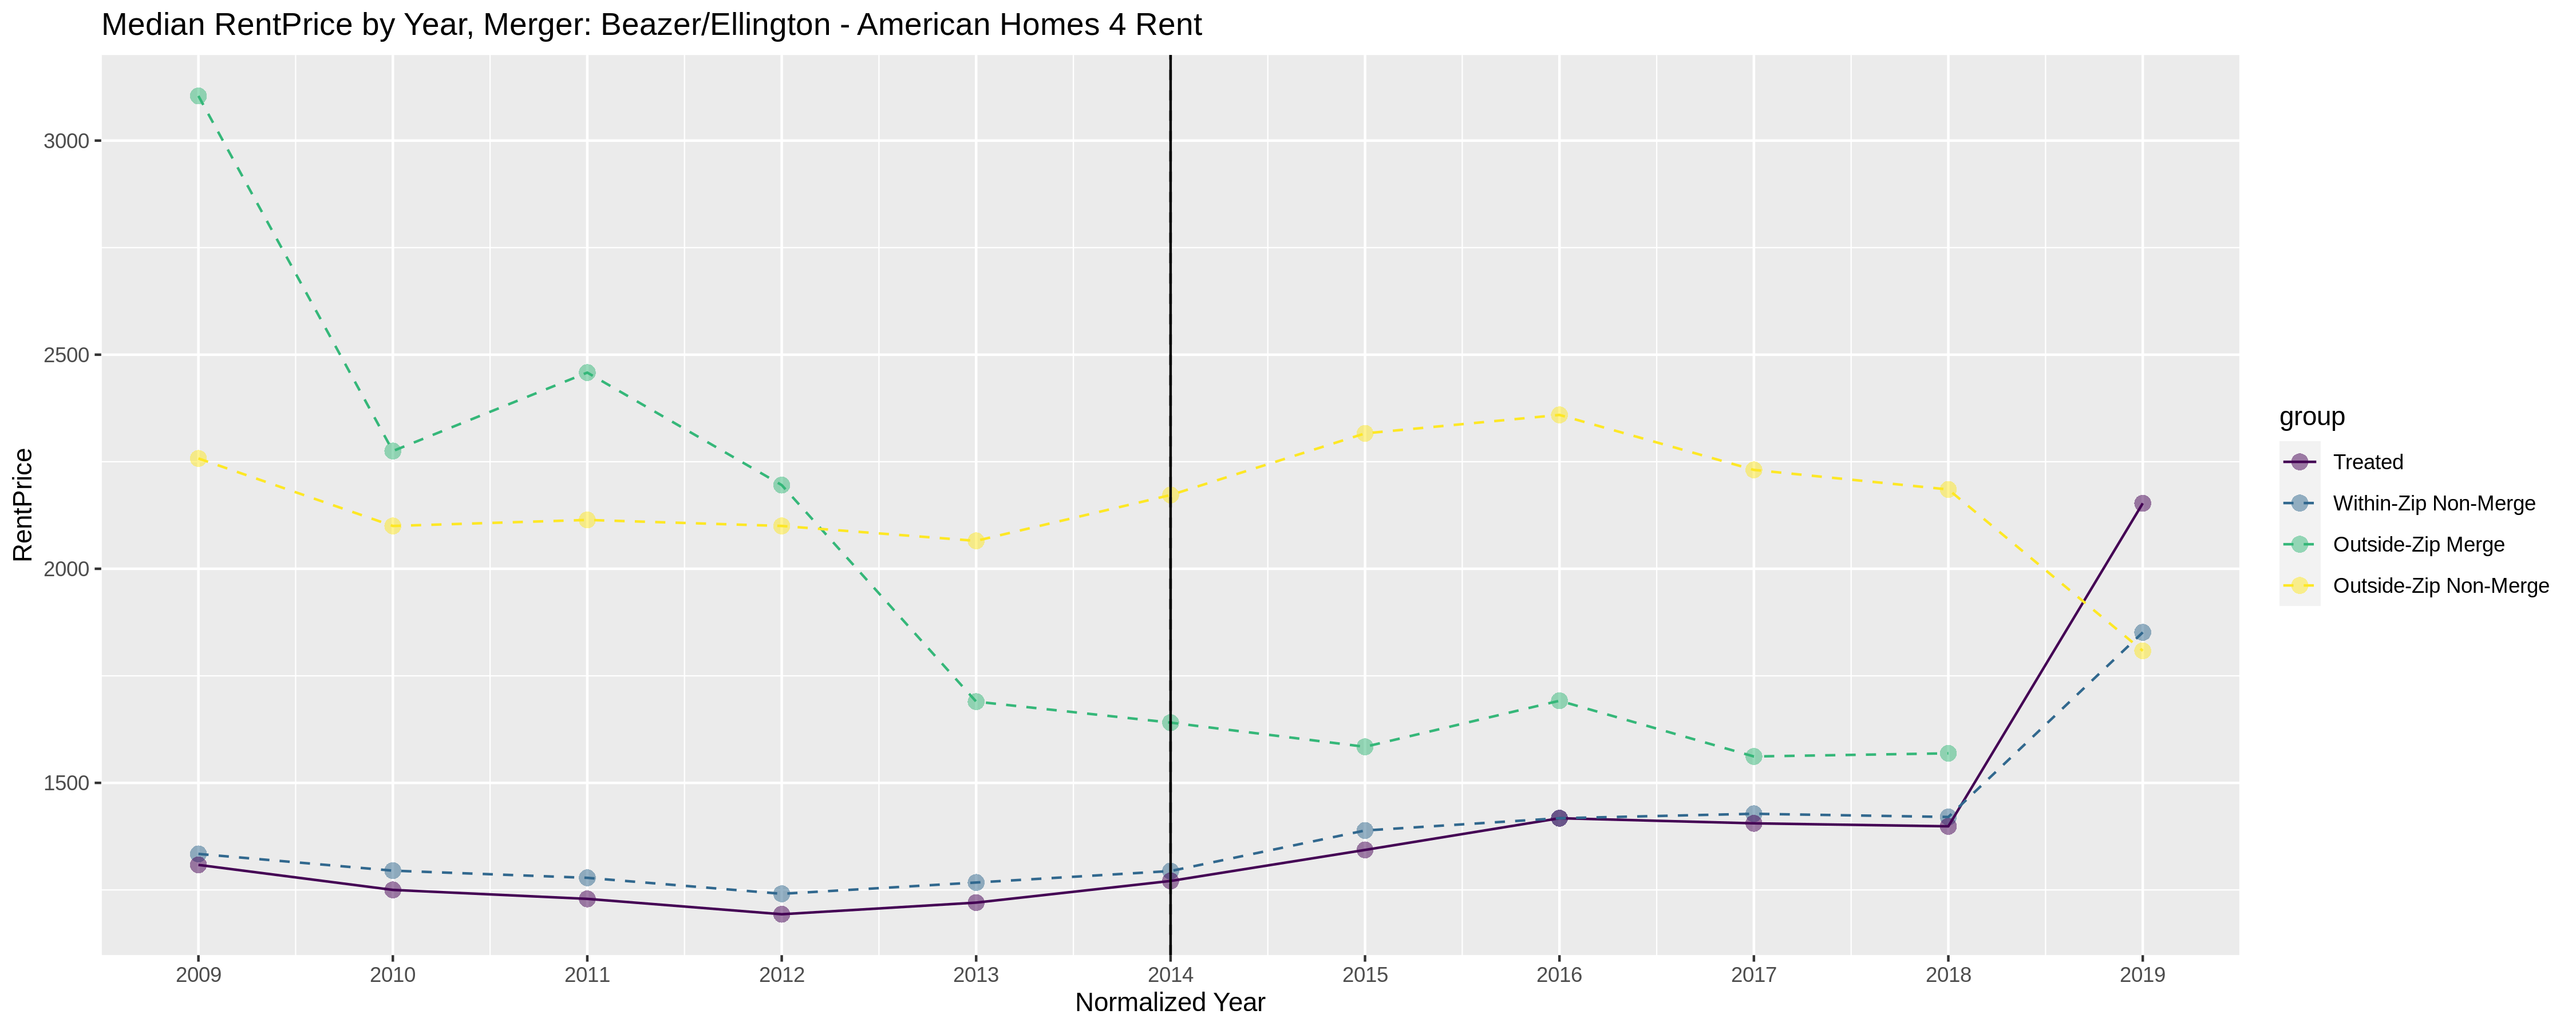 Median RentPrice by Year, Merger: Beazer/Ellington - American Homes 4 Rent
3000
2500
2000
1500
RentPrice
2009 2010 2011 2012 2013 2014 2015 2016 2017 2018 2019
Normalized Year
group
Treated
Within-Zip Non-Merge
Outside-Zip Merge
Outside-Zip Non-Merge